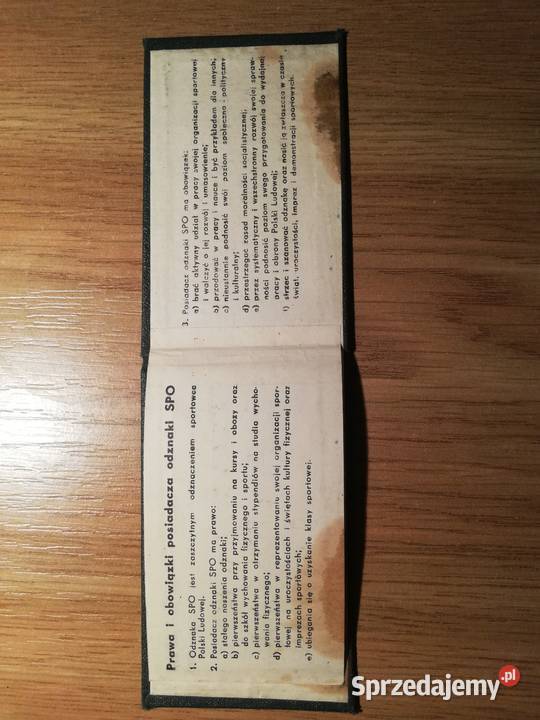 Prawa i obowiązki posiadacza odznaki SPO
1. Odznaka SPO jest zaszczytnym odznaczeniem sportowca
Polski Ludowej.
2. Posiadacz odznaki SPO ma prawo:
a) stałego noszenia odznaki;
b) pierwszeństwa przy przyjmowaniu na kursy i obozy oraz
do szkół wychowania fizycznego i sportu;
c) pierwszeństwa w otrzymaniu stypendiów na studia wycho-
wania fizycznego;
d) pierwszeństwa w reprezentowaniu swojej organizacji spor-
towej na uroczystościach i świętach kultury fizycznej oraz
imprezach sportowych;
e) ubiegania się o uzyskanie klasy sportowej.
3. Posiadacz odznaki SPO ma obowiązek:
a) brać aktywny udział w pracy swojej organizacji sportowej
i walczyć o jej rozwój i umasowienie;
b) przodować w pracy i nauce i być przykładem dla innych;
c) nieustannie podnosić swój poziom społeczno-polityczny
i kulturalny;
d) przestrzegać zasad moralności socjalistycznej;
e) przez systematyczny i wszechstronny rozwój swojej spraw-
ności podnosić poziom swego przygotowania do wydajnej
pracy i obrony Polski Ludowej;
f) strzec i szanować odznakę oraz nosić ją zwłaszcza w czasie
świąt, uroczystości, imprez i demonstracji sportowych.
Sprzedajemy.pl